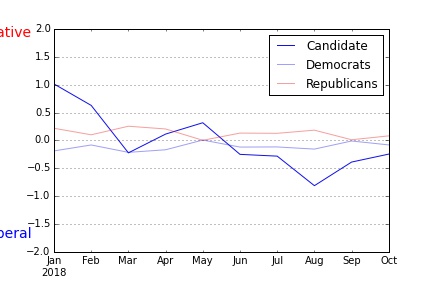 ative
2.0
1.5
1.0
0.5
0.0
−0.5
−1.0
−1.5
−2.0
beral
Candidate
Democrats
Republicans
Jan Feb Mar Apr May Jun Jul Aug Sep Oct
2018